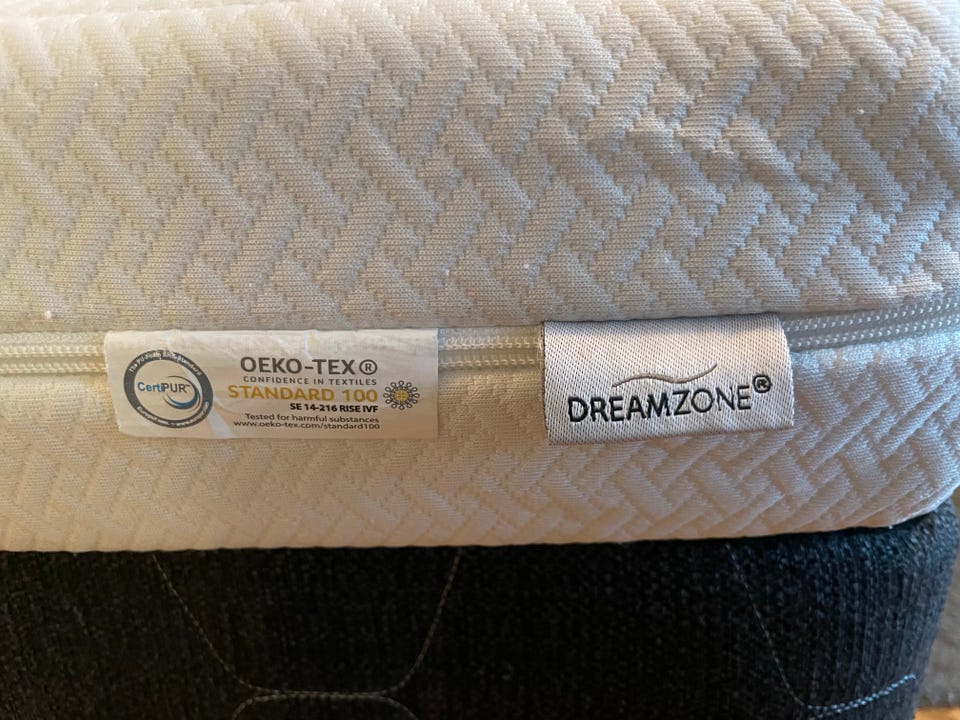 CertiPUR™
OEKO-TEX®
CONFIDENCE IN TEXTILES
STANDARD 100
SE 14-216 RISE IVF
Tested for harmful substances
www.oeko-tex.com/standard100
DREAMZONE®